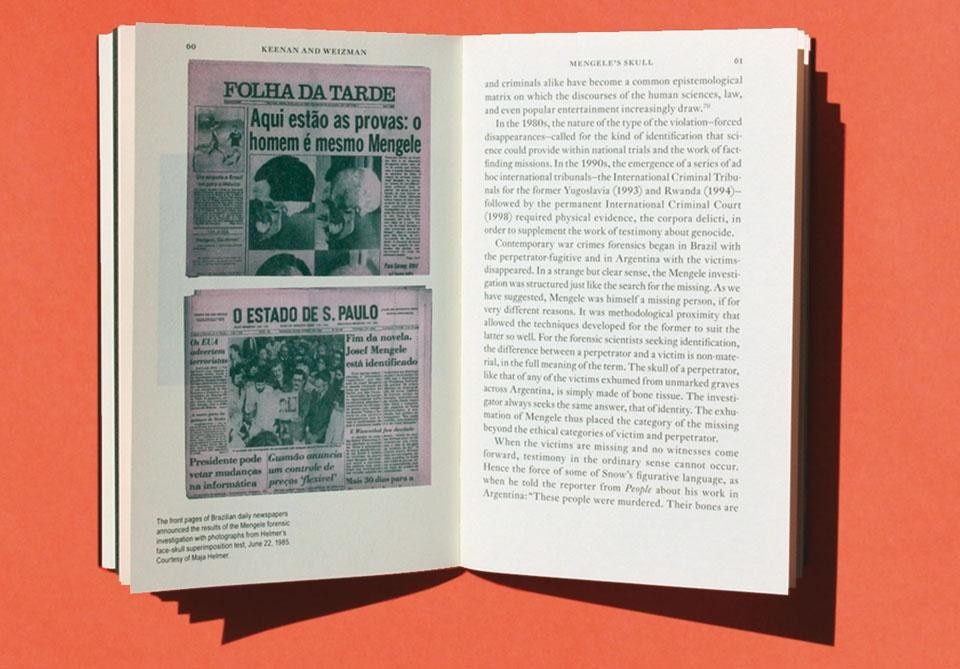 60
KEENAN AND WEIZMAN
FOLHA DA TARDE
Aqui estão as provas: o
homem é mesmo Mengele
O ESTADO DE S. PAULO
Os EUA
advertem
terroristas
Fim da novela.
Josef Mengele
está identificado
Presidente pode
vetar mudanças
na informática
Gusmão anuncia
um controle de
preços 'flexível'
Mais 30 dias para a
The front pages of Brazilian daily newspapers
announced the results of the Mengele forensic
investigation with photographs from Helmer's
face-skull superimposition test, June 22, 1985.
Courtesy of Maja Helmer.
MENGELE'S SKULL
61
and criminals alike have become a common epistemological
matrix on which the discourses of the human sciences, law,
and even popular entertainment increasingly draw.⁷⁰
In the 1980s, the nature of the type of the violation—forced
disappearances—called for the kind of identification that sci-
ence could provide within national trials and the work of fact-
finding missions. In the 1990s, the emergence of a series of ad
hoc international tribunals—the International Criminal Tribu-
nals for the former Yugoslavia (1993) and Rwanda (1994)—
followed by the permanent International Criminal Court
(1998) required physical evidence, the corpora delicti, in
order to supplement the work of testimony about genocide.
Contemporary war crimes forensics began in Brazil with
the perpetrator-fugitive and in Argentina with the victims-
disappeared. In a strange but clear sense, the Mengele investi-
gation was structured just like the search for the missing. As we
have suggested, Mengele was himself a missing person, if for
very different reasons. It was methodological proximity that
allowed the techniques developed for the former to suit the
latter so well. For the forensic scientists seeking identification,
the difference between a perpetrator and a victim is non-mate-
rial, in the full meaning of the term. The skull of a perpetrator,
like that of any of the victims exhumed from unmarked graves
across Argentina, is simply made of bone tissue. The investi-
gator always seeks the same answer, that of identity. The exhu-
mation of Mengele thus placed the category of the missing
beyond the ethical categories of victim and perpetrator.
When the victims are missing and no witnesses come
forward, testimony in the ordinary sense cannot occur.
Hence the force of some of Snow's figurative language, as
when he told the reporter from People about his work in
Argentina: "These people were murdered. Their bones are